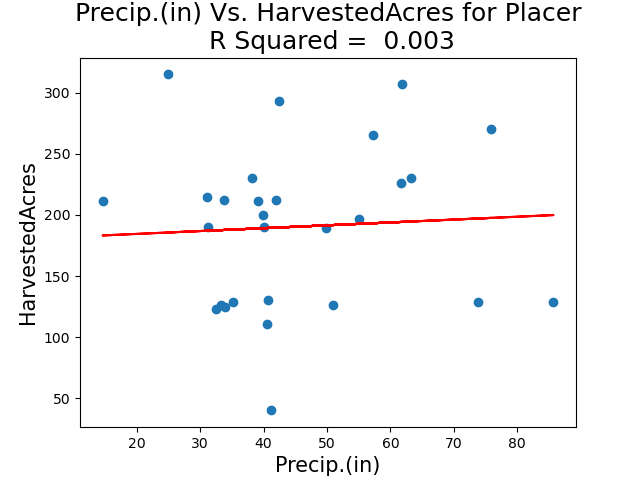 Precip.(in) Vs. HarvestedAcres for Placer
R Squared =  0.003
300
250
200
150
100
50
HarvestedAcres
20 30 40 50 60 70 80
Precip.(in)